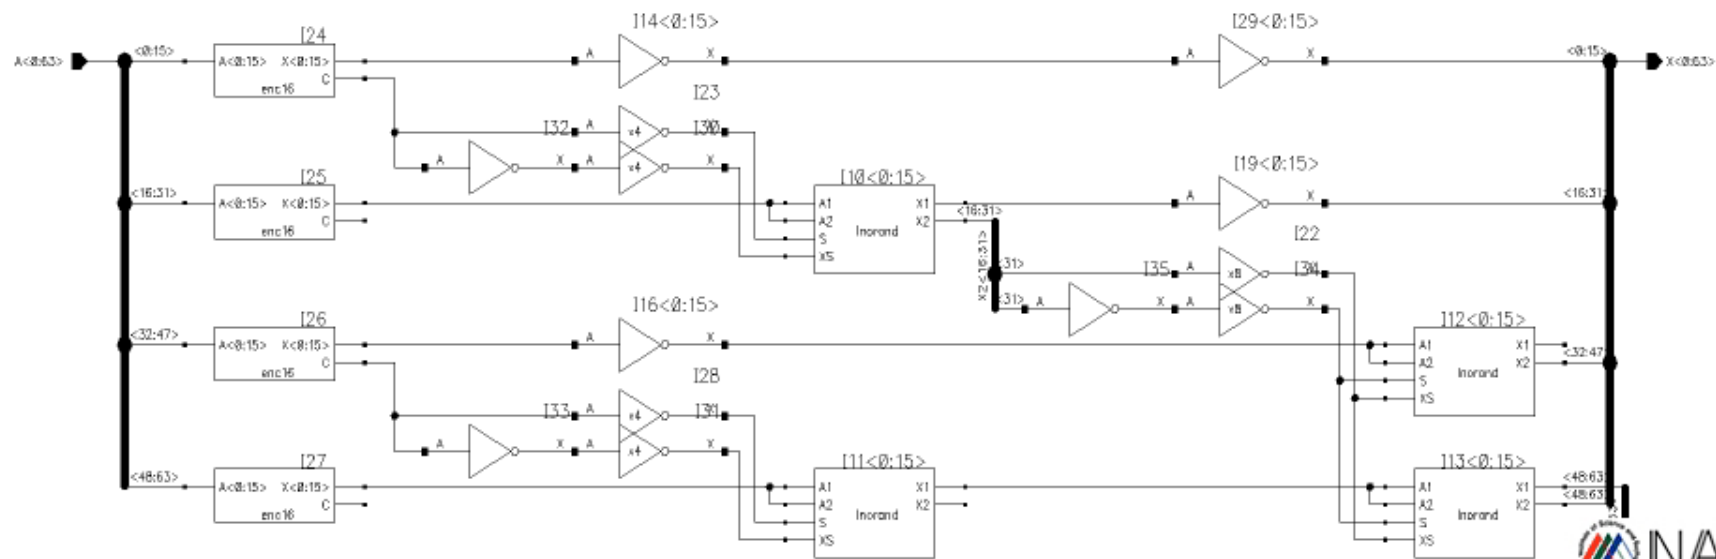 I24
I14<0:15>
I29<0:15>
A<0:63>
<0:15>
A<0:15> X<0:15>
C
enc16
A
X
A
X
<0:15>
X<0:63>
I23
I32
A
x4
I30
X
A
X
A
x4
X
I25
<16:31>
A<0:15> X<0:15>
C
enc16
I10<0:15>
A1
A2
S
XS
X1
X2
lnorand
<16:31>
X2<16:31>
I19<0:15>
A
X
<16:31>
I22
<31>
I35
A
x8
I34
X
<31>
A
X
A
x8
X
I26
<32:47>
A<0:15> X<0:15>
C
enc16
I16<0:15>
A
X
I12<0:15>
A1
A2
S
XS
X1
X2
lnorand
<32:47>
I28
I33
A
x4
I31
X
A
X
A
x4
X
I27
<48:63>
A<0:15> X<0:15>
C
enc16
I11<0:15>
A1
A2
S
XS
X1
X2
lnorand
I13<0:15>
A1
A2
S
XS
X1
X2
lnorand
<48:63>
<48:63>
NA